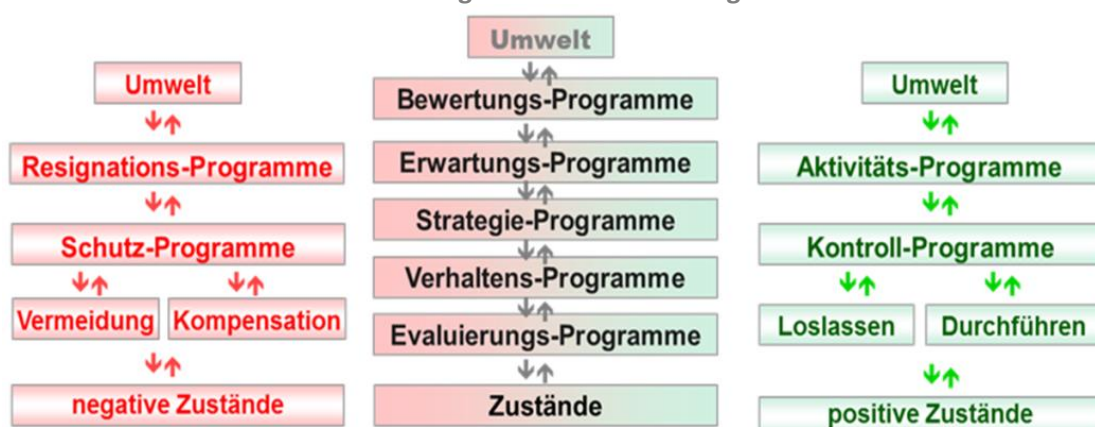 Umwelt
Resignations-Programme
Schutz-Programme
Vermeidung
Kompensation
negative Zustände
Umwelt
Bewertungs-Programme
Erwartungs-Programme
Strategie-Programme
Verhaltens-Programme
Evaluierungs-Programme
Zustände
Umwelt
Aktivitäts-Programme
Kontroll-Programme
Loslassen
Durchführen
positive Zustände